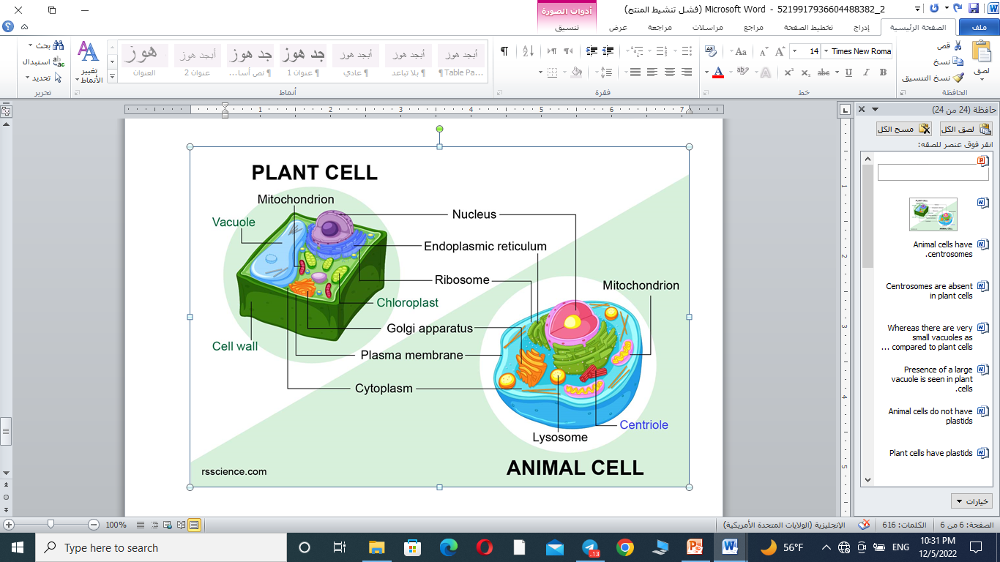 (فشل تنشيط المنتج) Microsoft Word - 5219917936604488382_2
أدوات الصورة
ملف
الصفحة الرئيسية
إدراج
تخطيط الصفحة
مراجع
مراسلات
مراجعة
عرض
تنسيق
قص
نسخ
نسخ التنسيق
لصق
الحافظة
Times New Roma
14
خط
فقرة
أبجد هوز
¶ Table Pa...
أبجد هوز
¶ بلا تباعد
أبجد هوز
¶ عادي
جد هوز
¶ عنوان 1
جد هوز
¶ نص أسا...
أبجد هوز
عنوان 2
هوز
العنوان
أنماط
تغيير
الأنماط
بحث
استبدال
تحديد
تحرير
1 2 3 4 5 6 7
حافظة (24 من 24)
لصق الكل
مسح الكل
انقر فوق عنصر للصقه:
Animal cells have
.centrosomes
Centrosomes are absent
in plant cells
Whereas there are very
small vacuoles as
... compared to plant cells
Presence of a large
vacuole is seen in plant
.cells
Animal cells do not have
plastids
Plant cells have plastids
خيارات
PLANT CELL
Mitochondrion
Vacuole
Nucleus
Endoplasmic reticulum
Ribosome
Mitochondrion
Chloroplast
Golgi apparatus
Cell wall
Plasma membrane
Cytoplasm
Centriole
Lysosome
ANIMAL CELL
rsscience.com
الصفحة: 6 من 6
الكلمات: 616
الإنجليزية (الولايات المتحدة الأمريكية)
100%
Type here to search
13
56°F
ENG
10:31 PM
12/5/2022